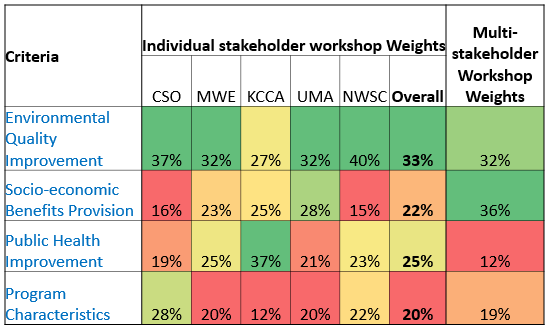 Criteria
Individual stakeholder workshop Weights
Multi-
stakeholder
Workshop
Weights
CSO MWE KCCA UMA NWSC Overall
Environmental
Quality
Improvement 37% 32% 27% 32% 40% 33% 32%
Socio-economic
Benefits Provision 16% 23% 25% 28% 15% 22% 36%
Public Health
Improvement 19% 25% 37% 21% 23% 25% 12%
Program
Characteristics 28% 20% 12% 20% 22% 20% 19%